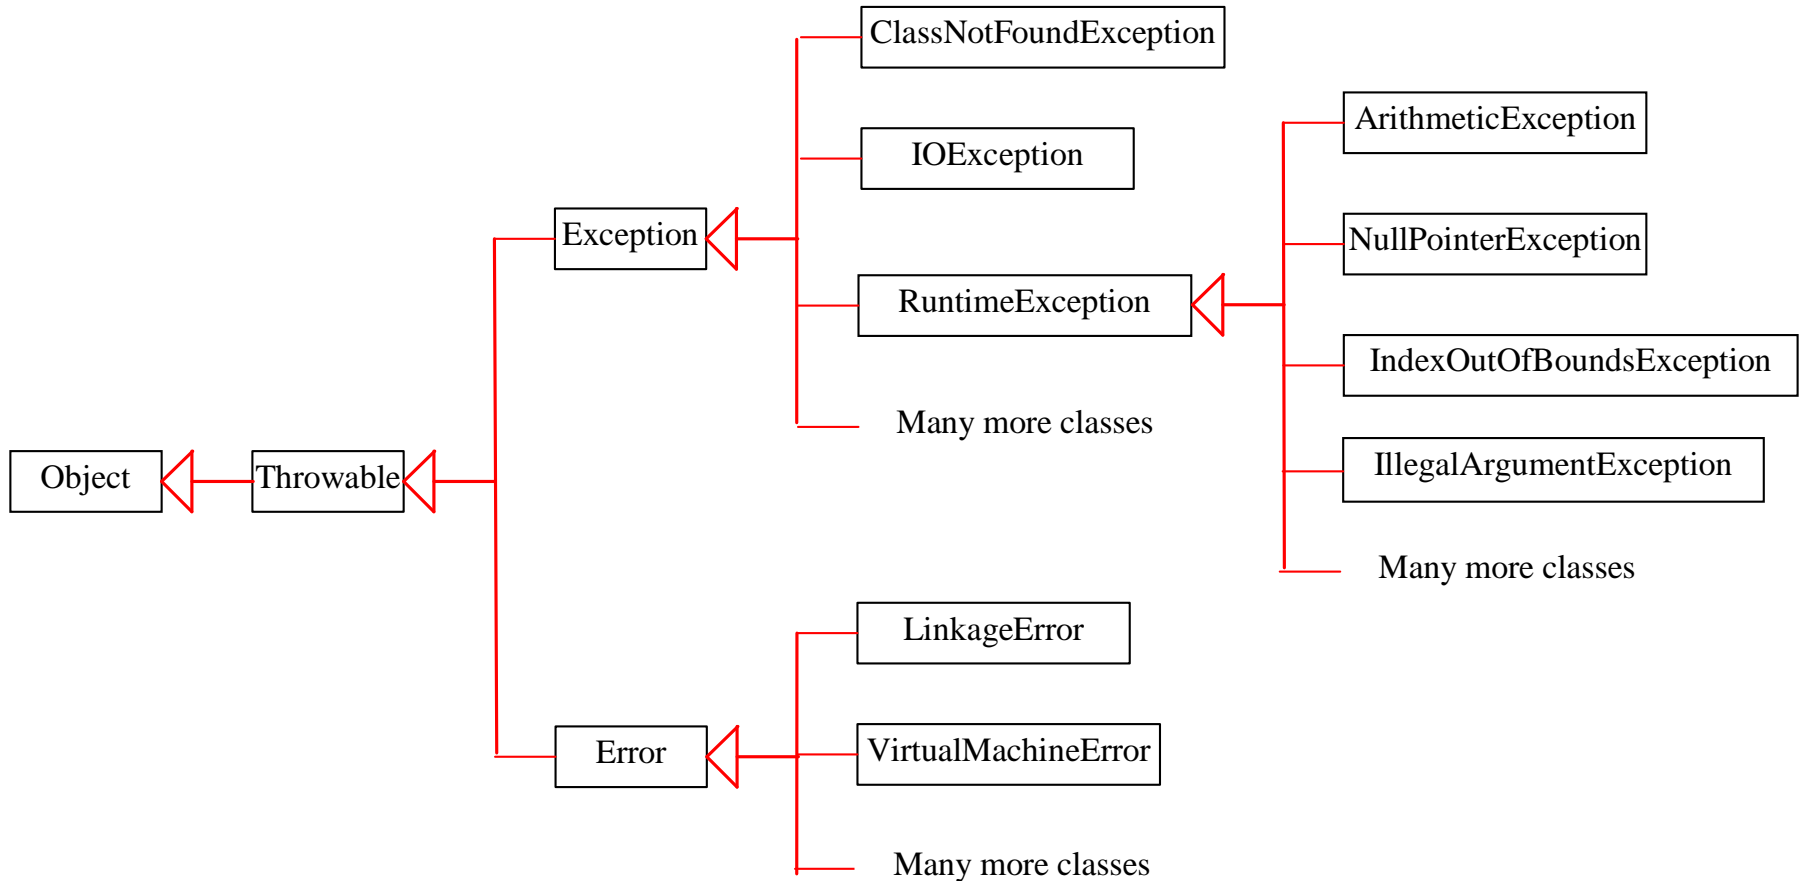 ClassNotFoundException
ArithmeticException
IOException
NullPointerException
Exception
RuntimeException
IndexOutOfBoundsException
Many more classes
Object
Throwable
IllegalArgumentException
Many more classes
LinkageError
Error
VirtualMachineError
Many more classes